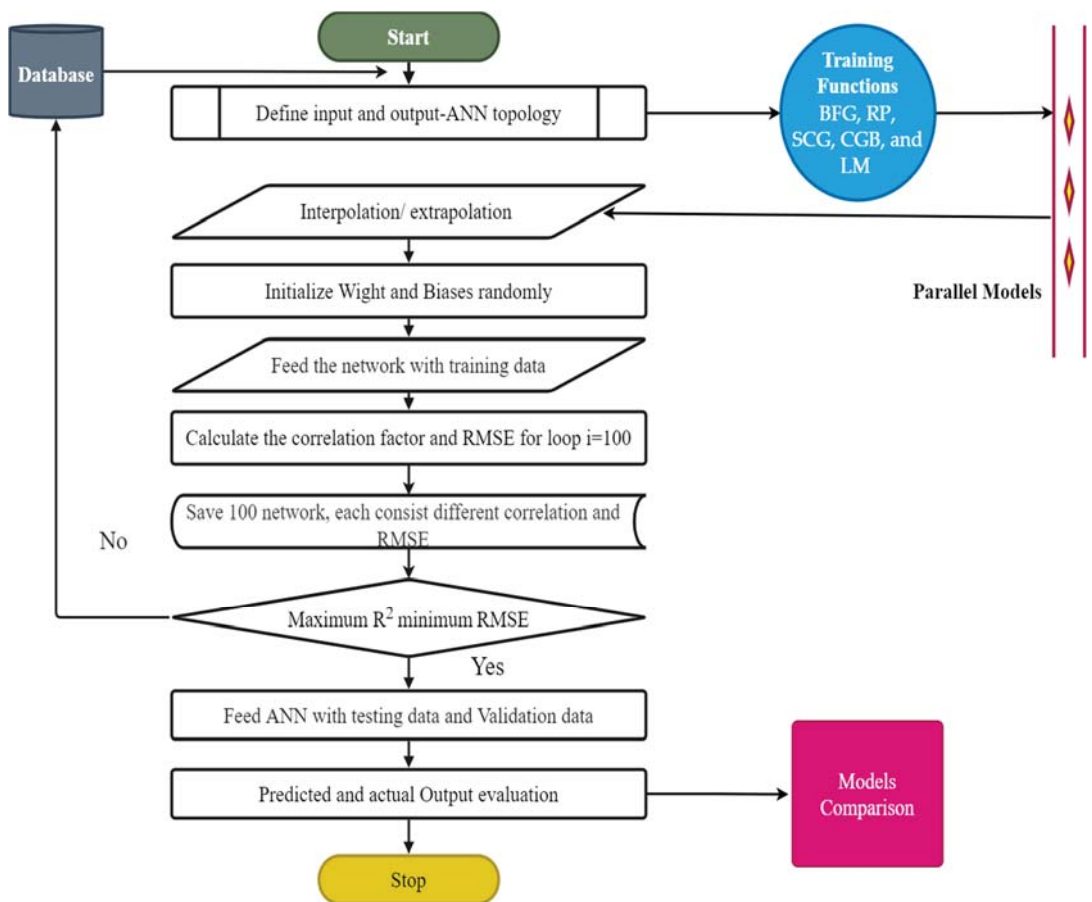 Start
Database
Define input and output-ANN topology
Training
Functions
BFG, RP,
SCG, CGB, and
LM
Interpolation/ extrapolation
Parallel Models
Initialize Wight and Biases randomly
Feed the network with training data
Calculate the correlation factor and RMSE for loop i=100
Save 100 network, each consist different correlation and
RMSE
No
Maximum R² minimum RMSE
Yes
Feed ANN with testing data and Validation data
Predicted and actual Output evaluation
Models
Comparison
Stop